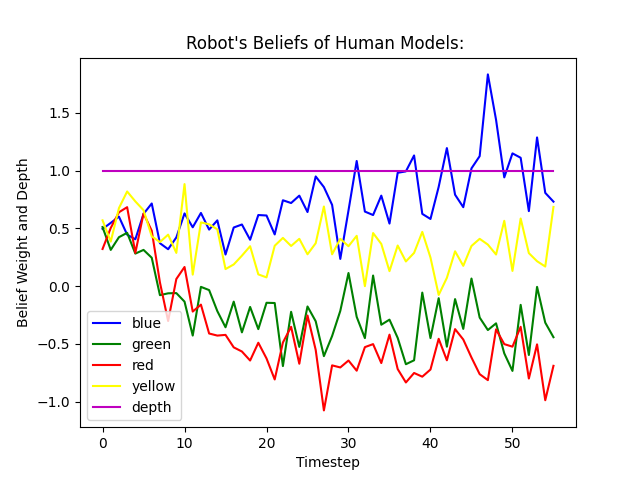 Robot's Beliefs of Human Models:
Belief Weight and Depth
1.5
1.0
0.5
0.0
−0.5
−1.0
blue
green
red
yellow
depth
0 10 20 30 40 50
Timestep